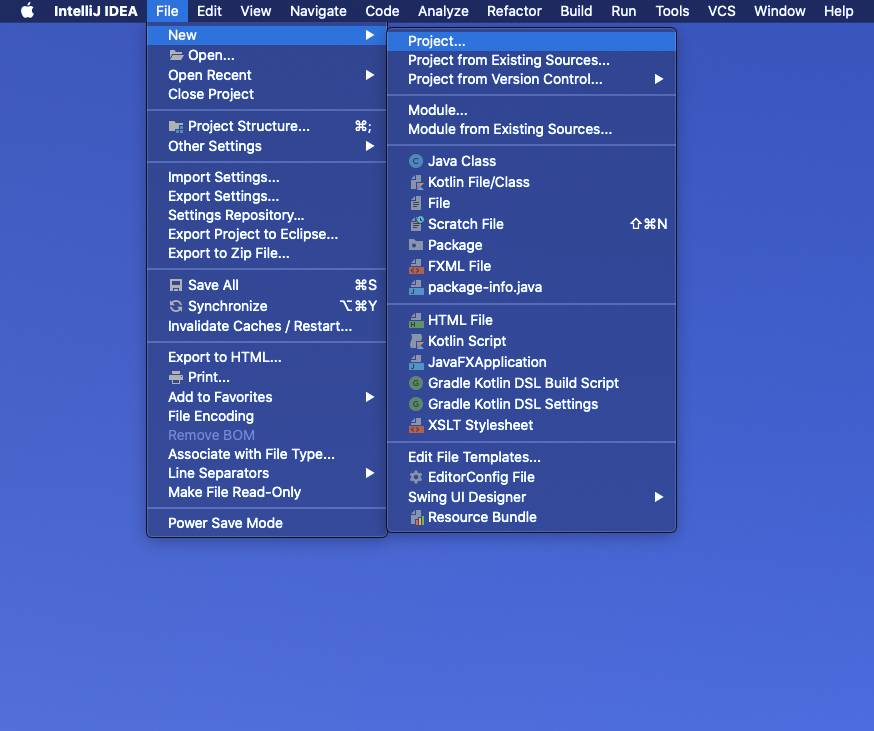 IntelliJ IDEA File Edit View Navigate Code Analyze Refactor Build Run Tools VCS Window Help
New
Open...
Open Recent
Close Project
Project Structure... ⌘;
Other Settings
Import Settings...
Export Settings...
Settings Repository...
Export Project to Eclipse...
Export to Zip File...
Save All ⌘S
Synchronize ⌥⌘Y
Invalidate Caches / Restart...
Export to HTML...
Print...
Add to Favorites
File Encoding
Remove BOM
Associate with File Type...
Line Separators
Make File Read-Only
Power Save Mode
Project...
Project from Existing Sources...
Project from Version Control...
Module...
Module from Existing Sources...
Java Class
Kotlin File/Class
File
Scratch File ⇧⌘N
Package
FXML File
package-info.java
HTML File
Kotlin Script
JavaFXApplication
Gradle Kotlin DSL Build Script
Gradle Kotlin DSL Settings
XSLT Stylesheet
Edit File Templates...
EditorConfig File
Swing UI Designer
Resource Bundle